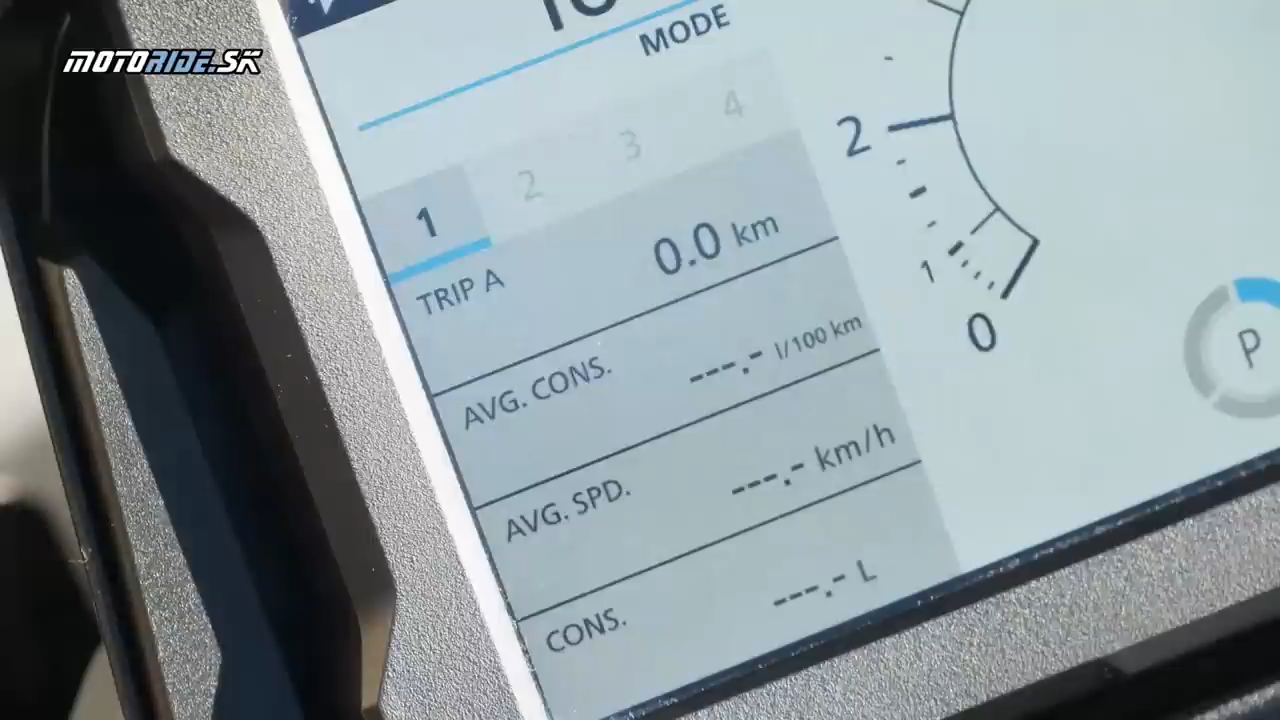 MOTORIDE.SK
MODE
1 2 3 4
TRIP A 0.0 km
AVG. CONS. ---.- l/100 km
AVG. SPD. ---.- km/h
CONS. ---.- L
2
1
0
P